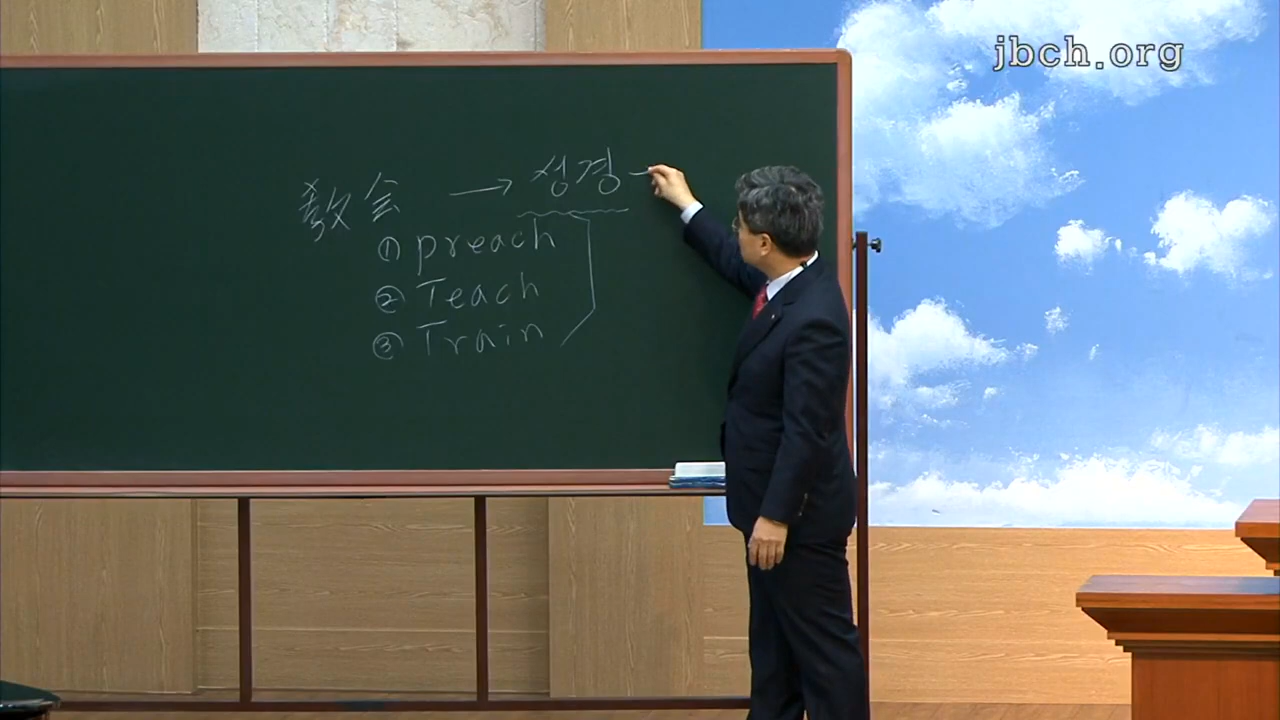 jbch.org
教会 → 성경 -
① preach
② Teach
③ Train